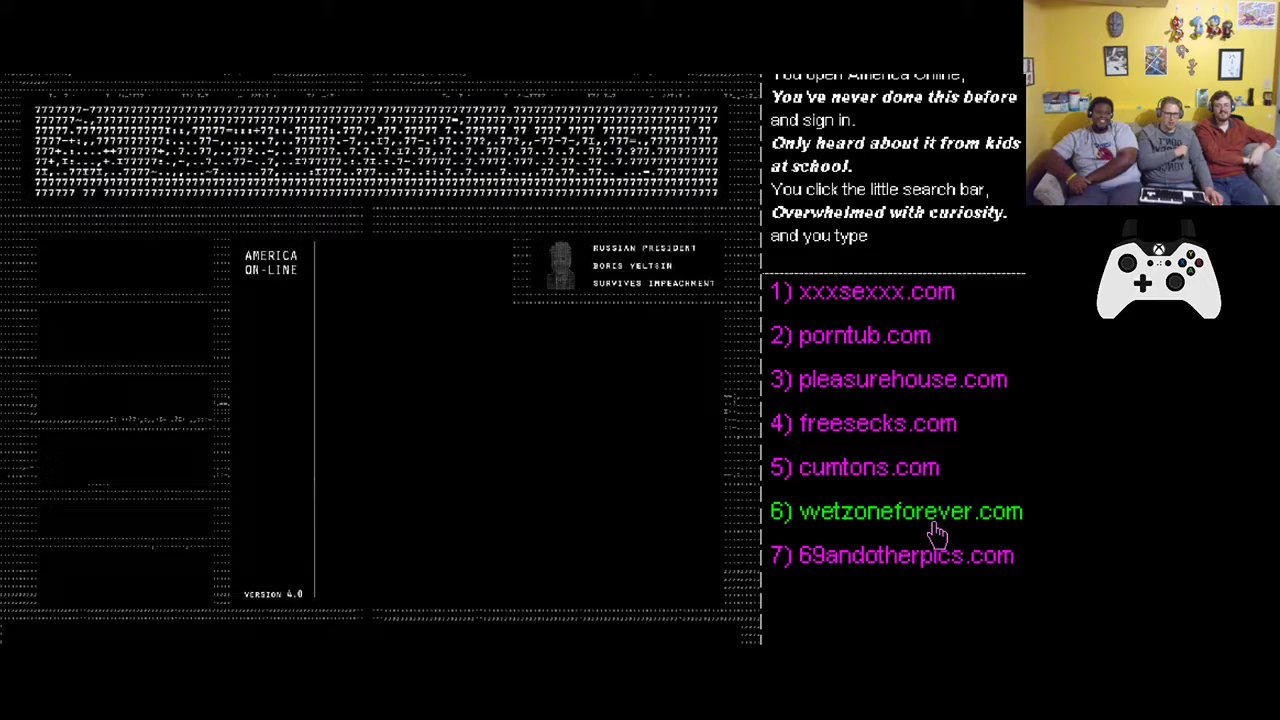 You open America Online,
You've never done this before
and sign in.
Only heard about it from kids
at school.
You click the little search bar,
Overwhelmed with curiosity.
and you type
1) xxxsexxx.com
2) porntub.com
3) pleasurehouse.com
4) freesecks.com
5) cumtons.com
6) wetzoneforever.com
7) 69andotherpics.com
AMERICA
ON-LINE
RUSSIAN PRESIDENT
BORIS YELTSIN
SURVIVES IMPEACHMENT
VERSION 4.0